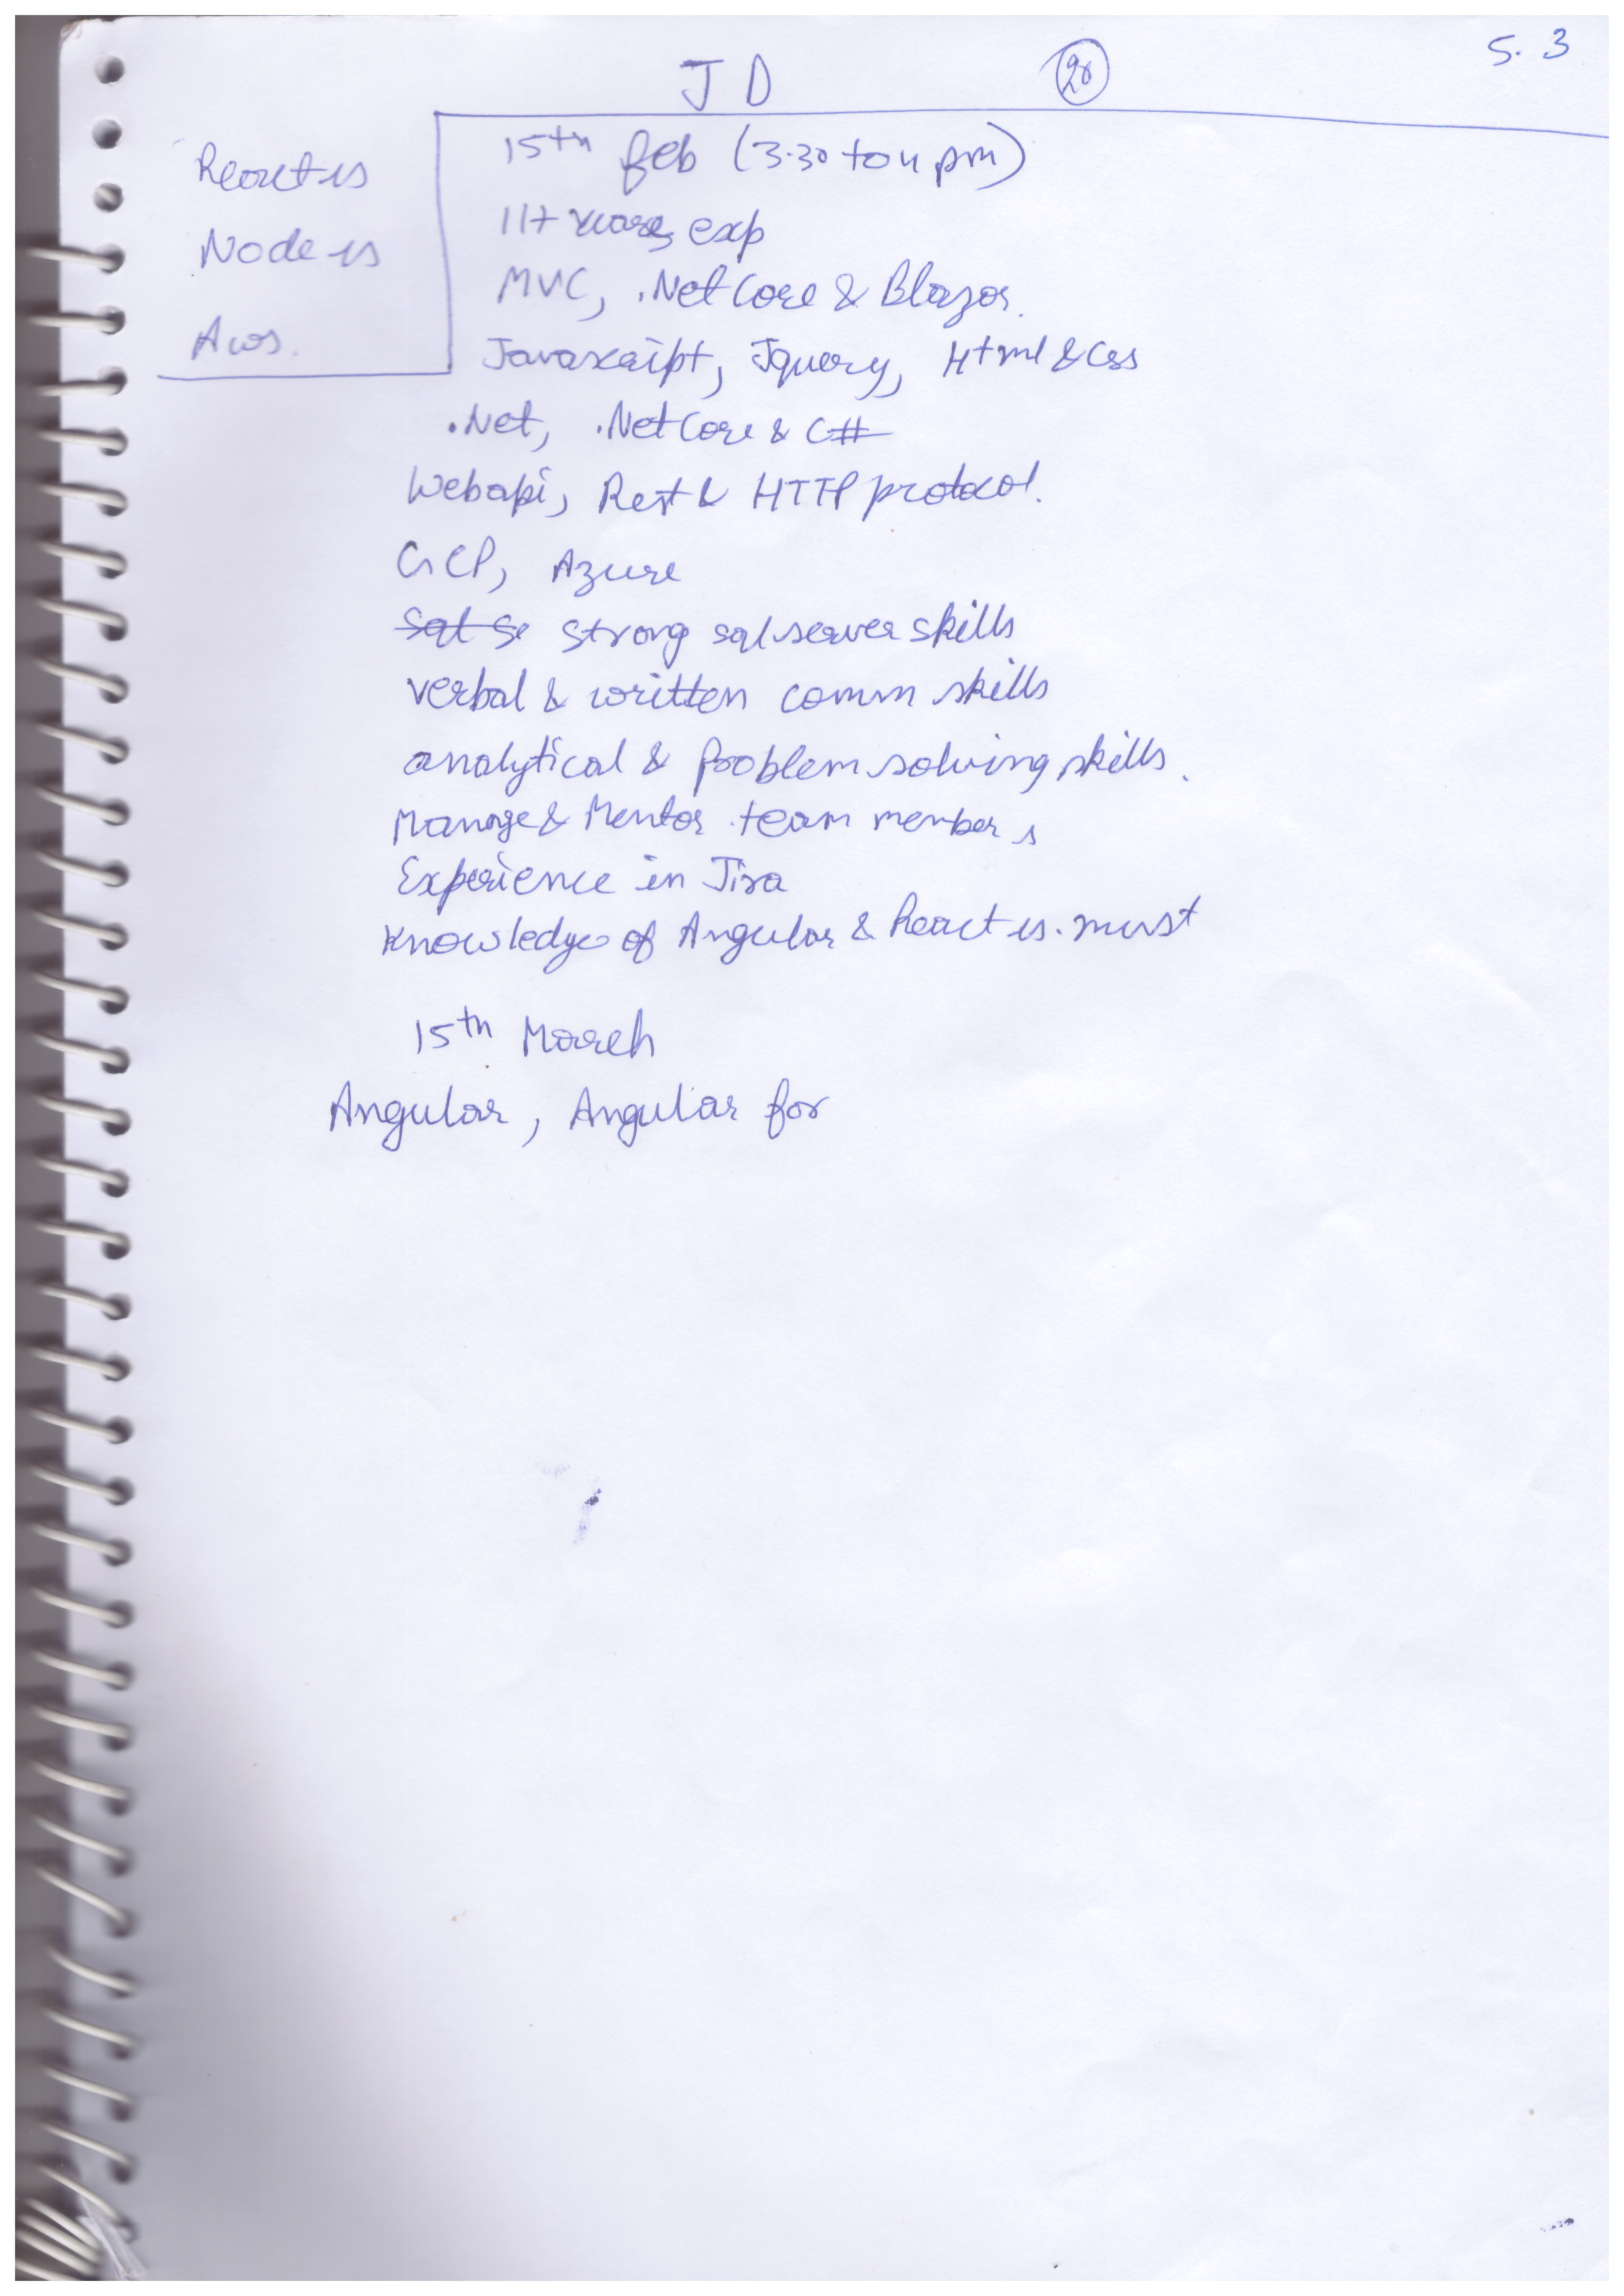 J D
5.3
React js
Node js
Aws.
15th feb (3.30 to 4 pm)
11+ years exp
MVC, .Net Core & Blazor.
Javascript, Jquery, Html & Css
.Net, .Net Core & C#
Webapi, Rest & HTTP protocol.
GCP, Azure
Sql Se strong sql server skills
verbal & written comm skills
analytical & problem solving skills.
Manage & Mentor team members
Experience in Jira
Knowledge of Angular & React is must
15th March
Angular, Angular for